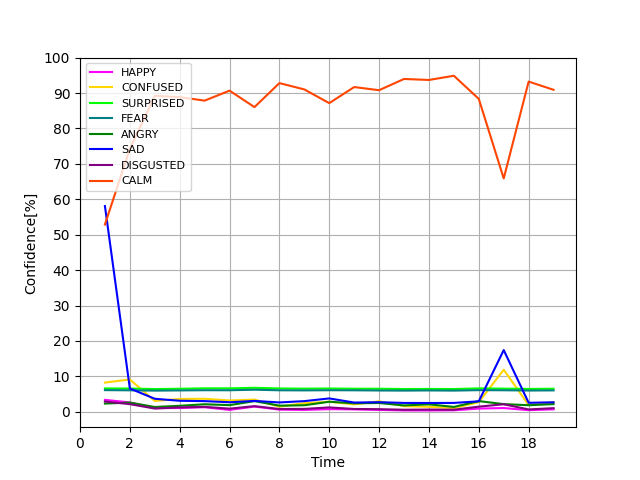 100
90
80
70
60
50
40
30
20
10
0
Confidence[%]
HAPPY
CONFUSED
SURPRISED
FEAR
ANGRY
SAD
DISGUSTED
CALM
0 2 4 6 8 10 12 14 16 18
Time